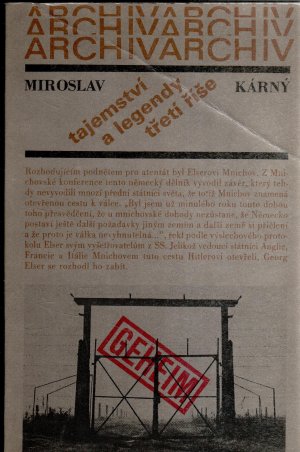 ARCHIVARCHIV
ARCHIVARCHIV
ARCHIVARCHIV
MIROSLAV KÁRNÝ
tajemství
a legendy
třetí říše
Rozhodujícím podnětem pro atentát byl Elserovi Mnichov. Z Mni-
chovské konference tento německý dělník vyvodil závěr, který teh-
dy nevyvodili mnozí přední státníci světa, že totiž Mnichov znamená
otevřenou cestu k válce. „Byl jsem už minulého roku touto dobou
toho přesvědčení, že u mnichovské dohody nezůstane, že Německo
postaví ještě další požadavky jiným zemím a další země si přičlení
a že proto je válka nevyhnutelná...", řekl podle výslechového proto-
kolu Elser svým vyšetřovatelům z SS. Jelikož vedoucí státníci Anglie,
Francie a Itálie Mnichovem tuto cestu Hitlerovi otevřeli, Georg
Elser se rozhodl ho zabít.
GEHEIM